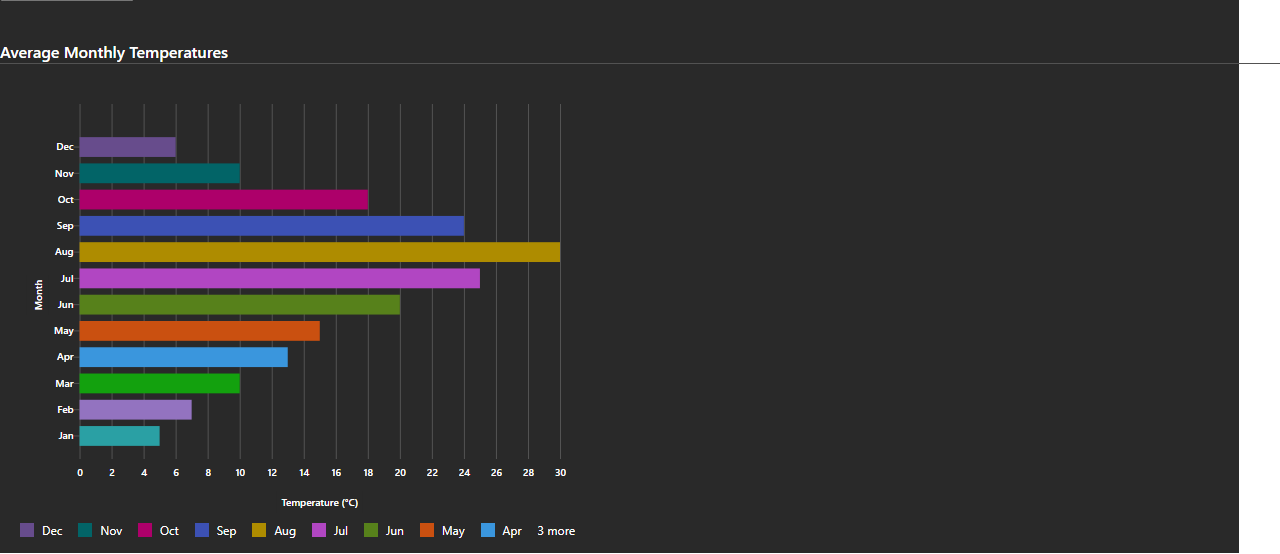 Average Monthly Temperatures
Dec
Nov
Oct
Sep
Aug
Jul
Jun
May
Apr
Mar
Feb
Jan
Month
0 2 4 6 8 10 12 14 16 18 20 22 24 26 28 30
Temperature (°C)
Dec Nov Oct Sep Aug Jul Jun May Apr 3 more